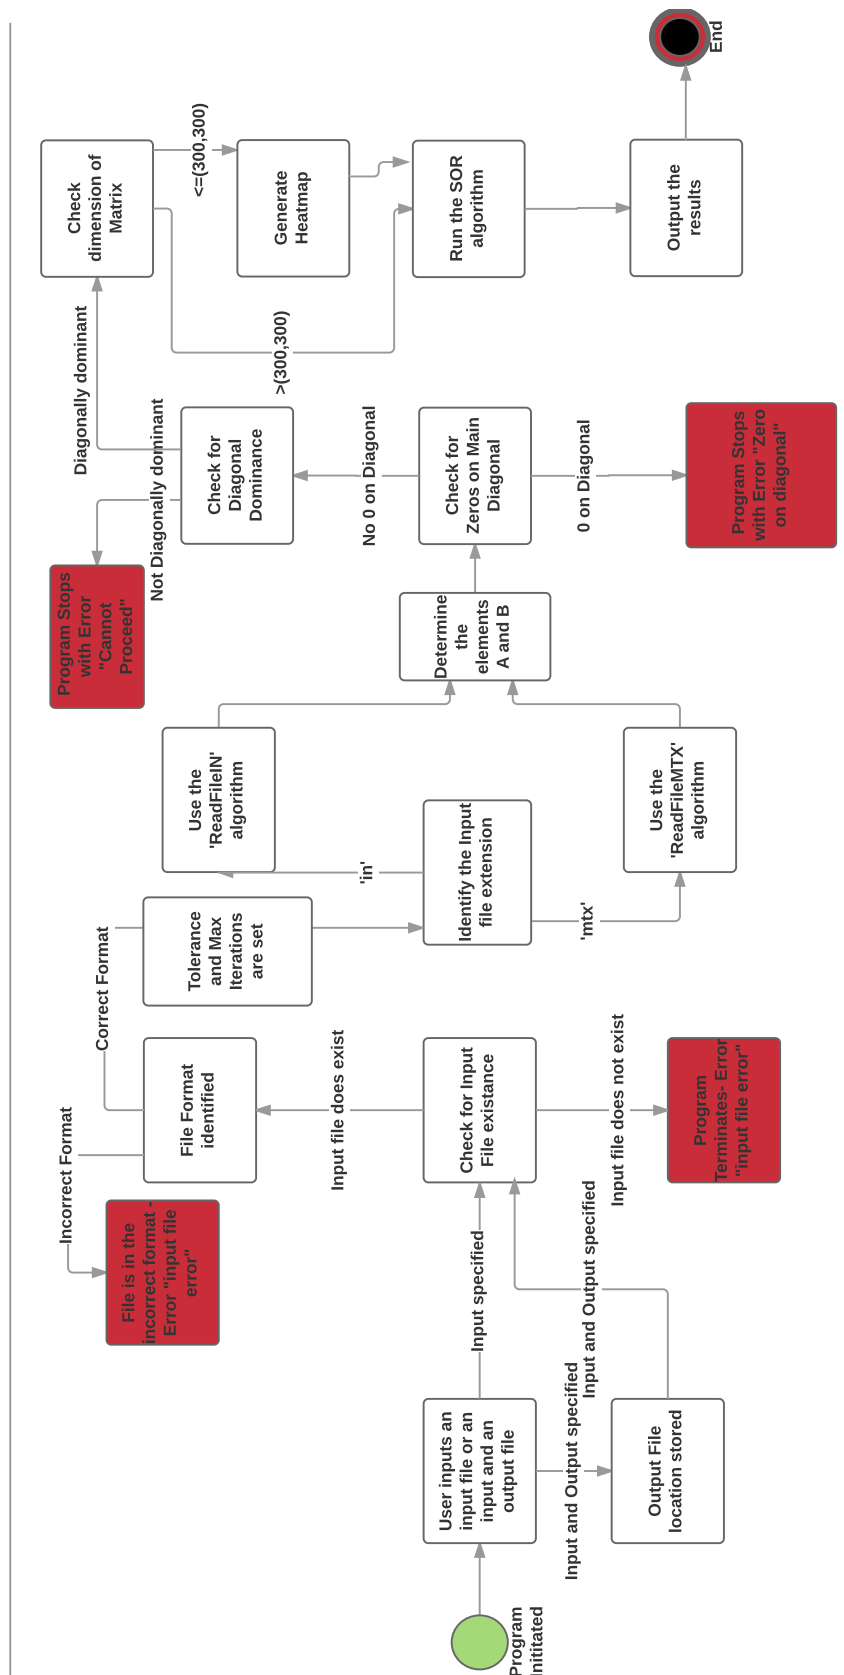 Program
Inititated
User inputs an
input file or an
input and an
output file
Input and Output specified
Output File
location stored
Input specified
Input and Output specified
Check for Input
File existance
Input file does not exist
Program
Terminates- Error
"input file error"
Input file does exist
File Format
identified
Incorrect Format
File is in the
incorrect format -
Error "input file
error"
Correct Format
Tolerance
and Max
Iterations
are set
Identify the Input
file extension
'in'
'mtx'
Use the
'ReadFileIN'
algorithm
Use the
'ReadFileMTX'
algorithm
Determine
the
elements
A and B
Check for
Zeros on Main
Diagonal
0 on Diagonal
Program Stops
with Error "Zero
on diagonal"
No 0 on Diagonal
Check for
Diagonal
Dominance
Not Diagonally dominant
Program Stops
with Error
"Cannot
Proceed"
Diagonally dominant
Check
dimension of
Matrix
<=(300,300)
>(300,300)
Generate
Heatmap
Run the SOR
algorithm
Output the
results
End